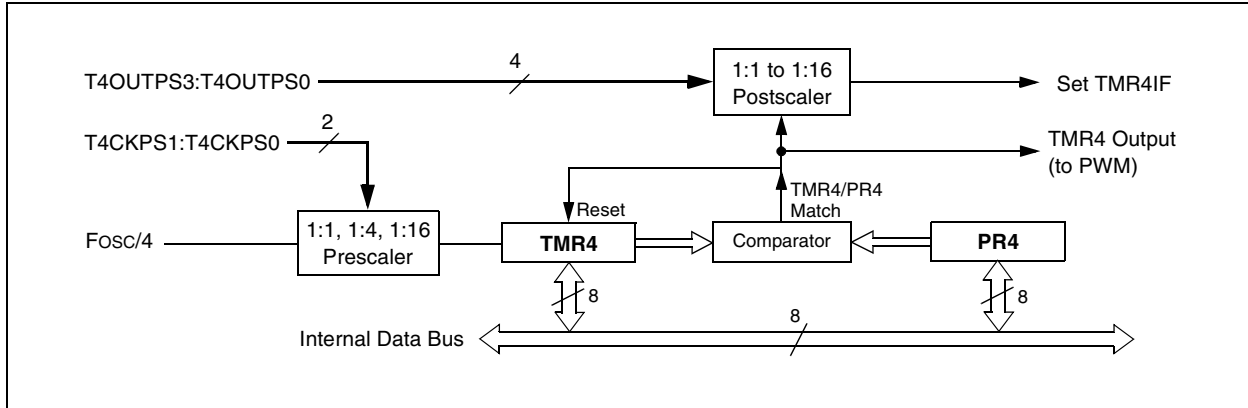 T4OUTPS3:T4OUTPS0
4
1:1 to 1:16
Postscaler
Set TMR4IF
T4CKPS1:T4CKPS0
2
TMR4 Output
(to PWM)
TMR4/PR4
Match
Reset
FOSC/4
1:1, 1:4, 1:16
Prescaler
TMR4
Comparator
PR4
8
8
Internal Data Bus
8